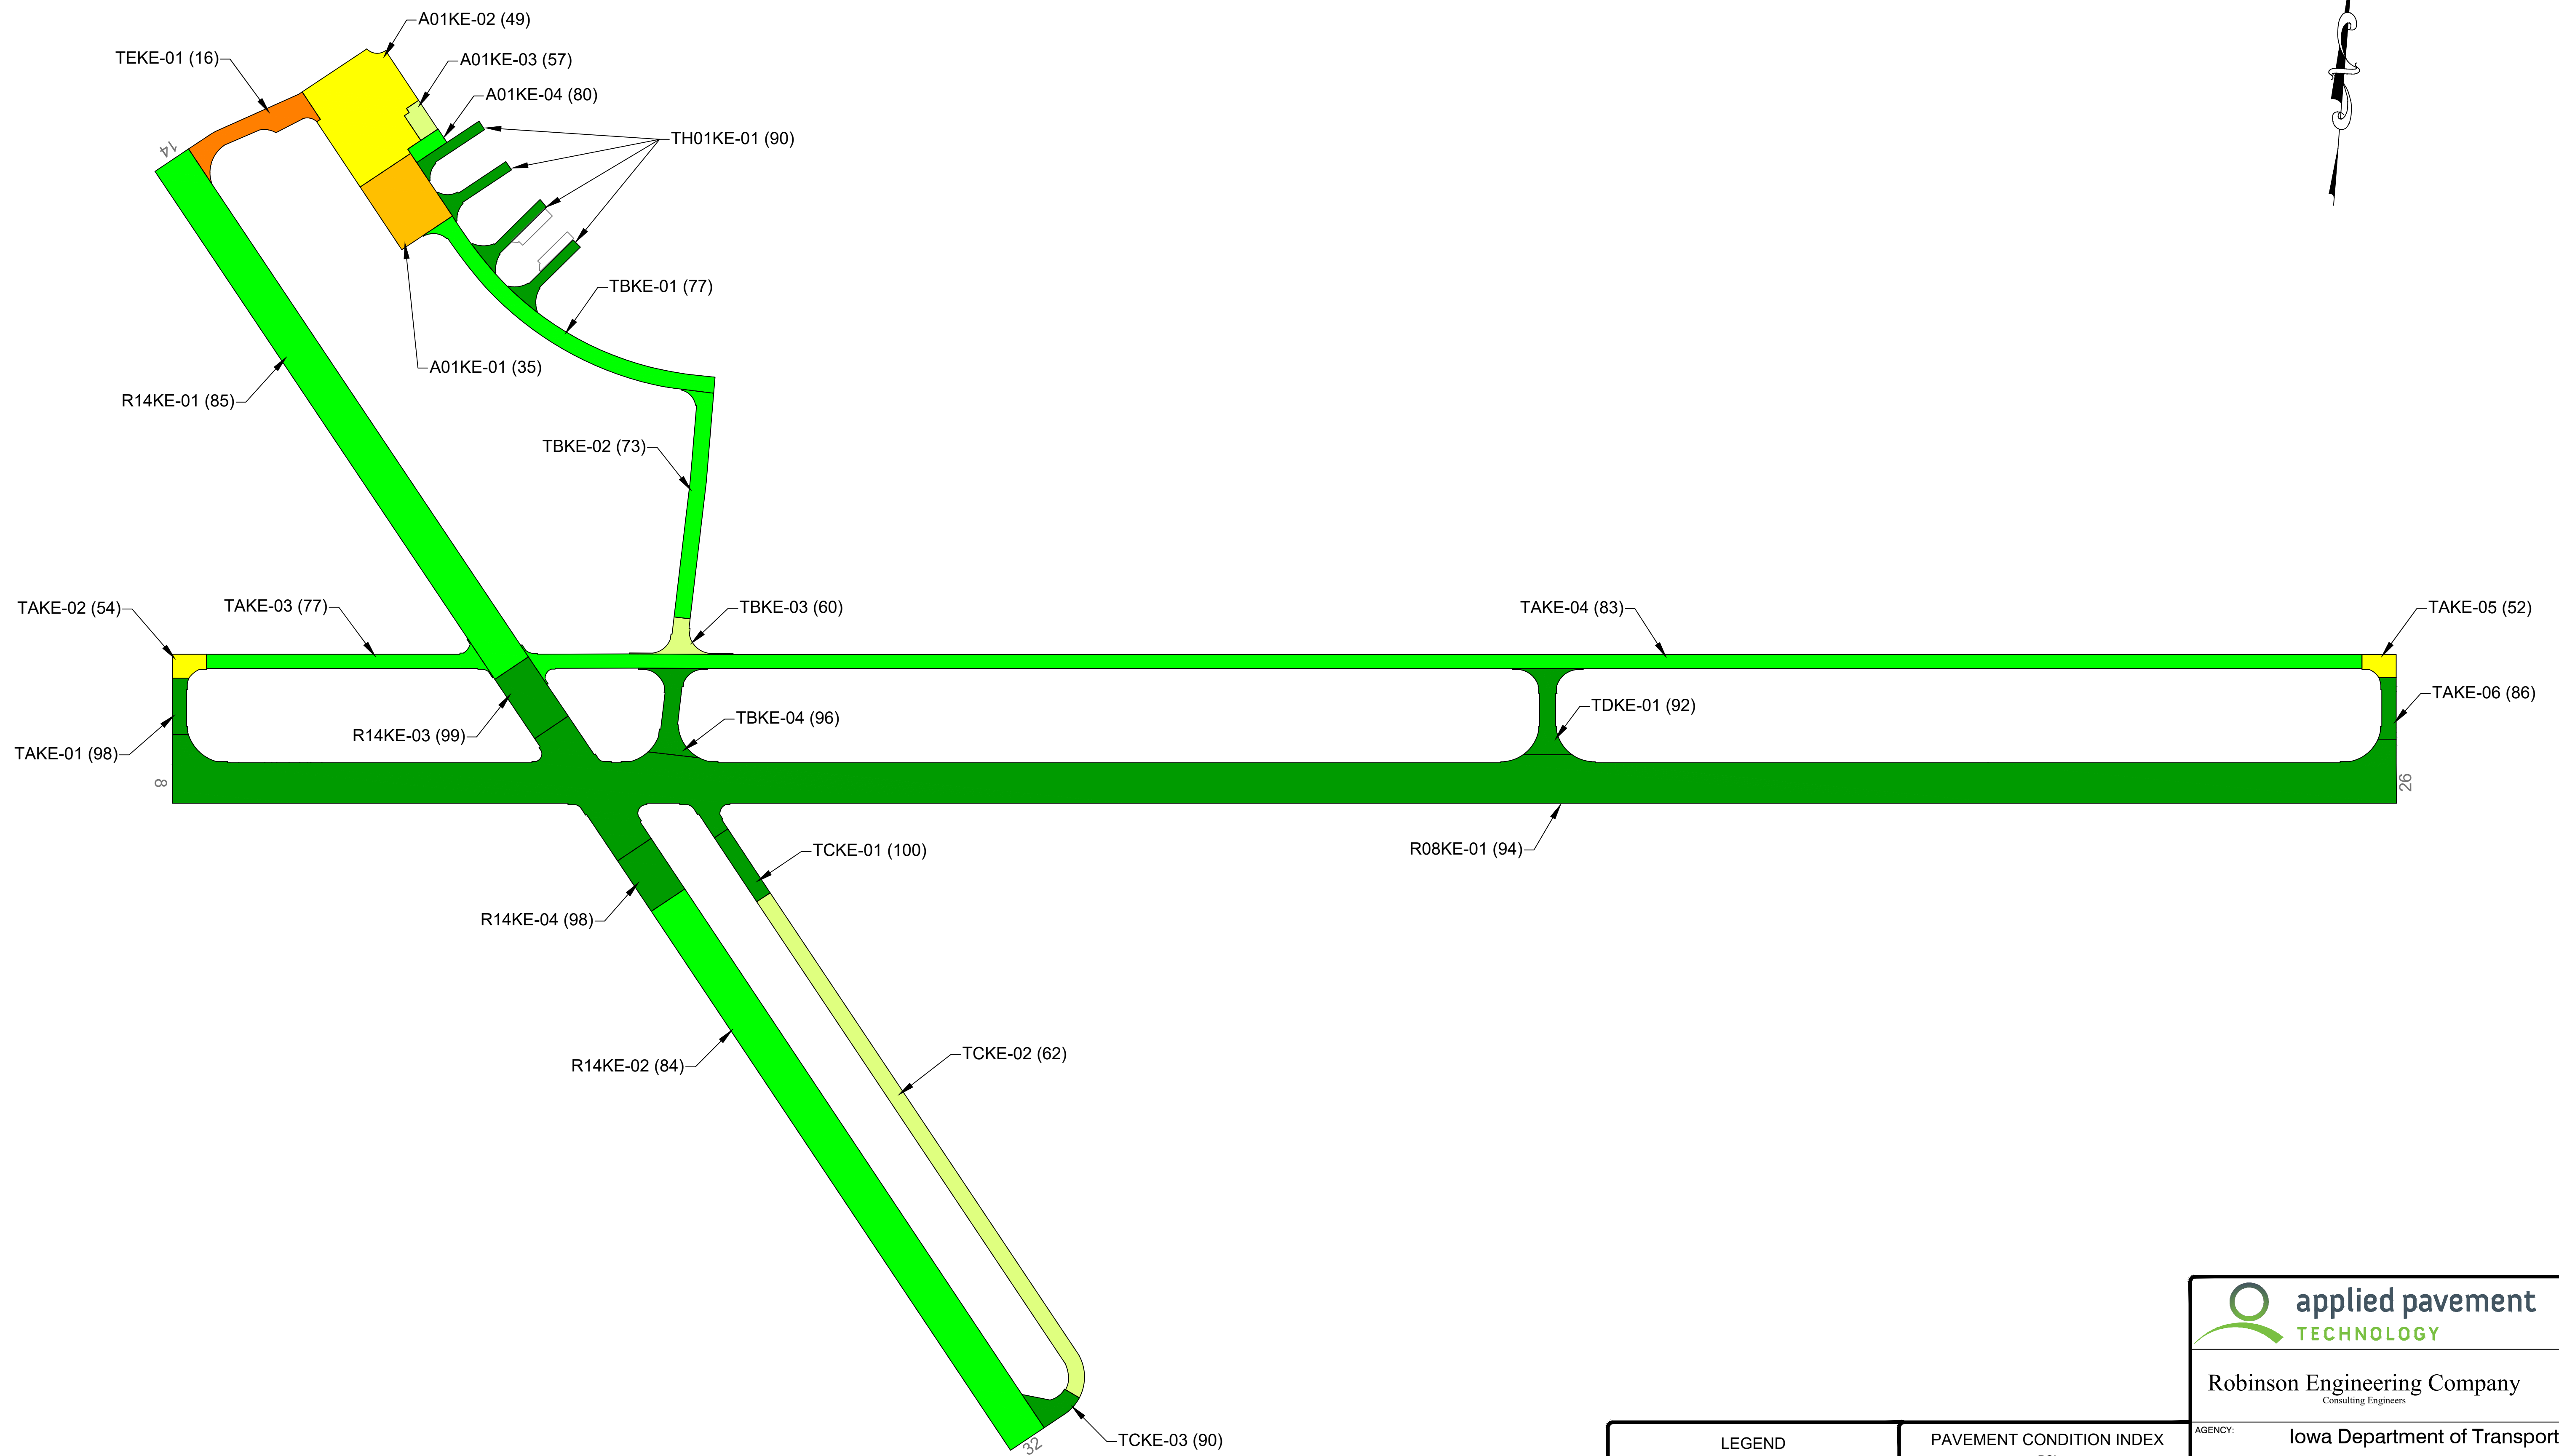 A01KE-02 (49)
TEKE-01 (16)
A01KE-03 (57)
A01KE-04 (80)
TH01KE-01 (90)
14
TBKE-01 (77)
A01KE-01 (35)
R14KE-01 (85)
TBKE-02 (73)
TAKE-02 (54)
TAKE-03 (77)
TBKE-03 (60)
TAKE-04 (83)
TAKE-05 (52)
TAKE-06 (86)
TDKE-01 (92)
TBKE-04 (96)
R14KE-03 (99)
TAKE-01 (98)
8
26
R08KE-01 (94)
TCKE-01 (100)
R14KE-04 (98)
TCKE-02 (62)
R14KE-02 (84)
TCKE-03 (90)
32
applied pavement
TECHNOLOGY
Robinson Engineering Company
Consulting Engineers
AGENCY:
Iowa Department of Transport
LEGEND
PAVEMENT CONDITION INDEX